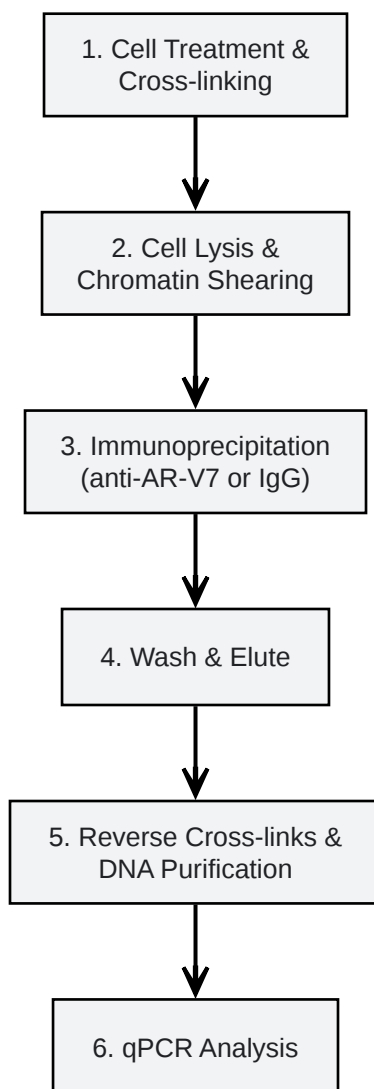 1. Cell Treatment &
Cross-linking
2. Cell Lysis &
Chromatin Shearing
3. Immunoprecipitation
(anti-AR-V7 or IgG)
4. Wash & Elute
5. Reverse Cross-links &
DNA Purification
6. qPCR Analysis